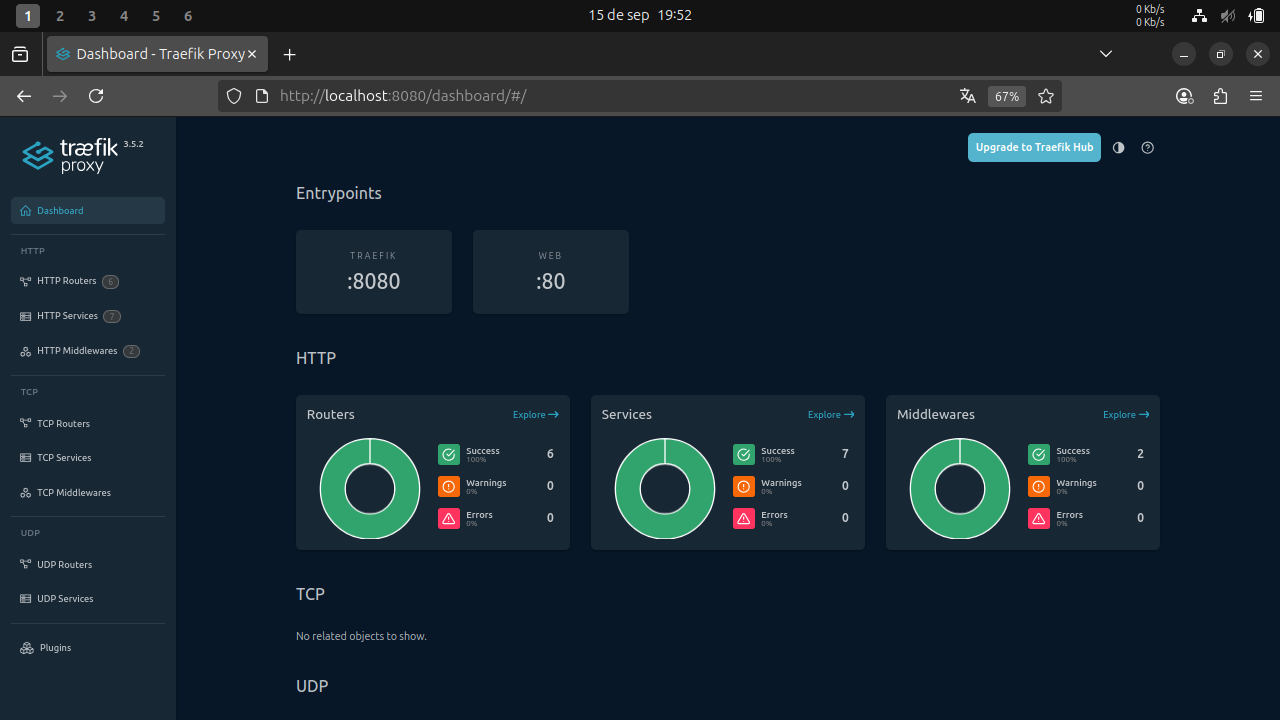 1 2 3 4 5 6
15 de sep 19:52
0 Kb/s
0 Kb/s
Dashboard - Traefik Proxy
http://localhost:8080/dashboard/#/
67%
træfik 3.5.2
proxy
Upgrade to Traefik Hub
Dashboard
HTTP
HTTP Routers 6
HTTP Services 7
HTTP Middlewares 2
TCP
TCP Routers
TCP Services
TCP Middlewares
UDP
UDP Routers
UDP Services
Plugins
Entrypoints
TRAEFIK
:8080
WEB
:80
HTTP
Routers
Explore
Success 6
100%
Warnings 0
0%
Errors 0
0%
Services
Explore
Success 7
100%
Warnings 0
0%
Errors 0
0%
Middlewares
Explore
Success 2
100%
Warnings 0
0%
Errors 0
0%
TCP
No related objects to show.
UDP